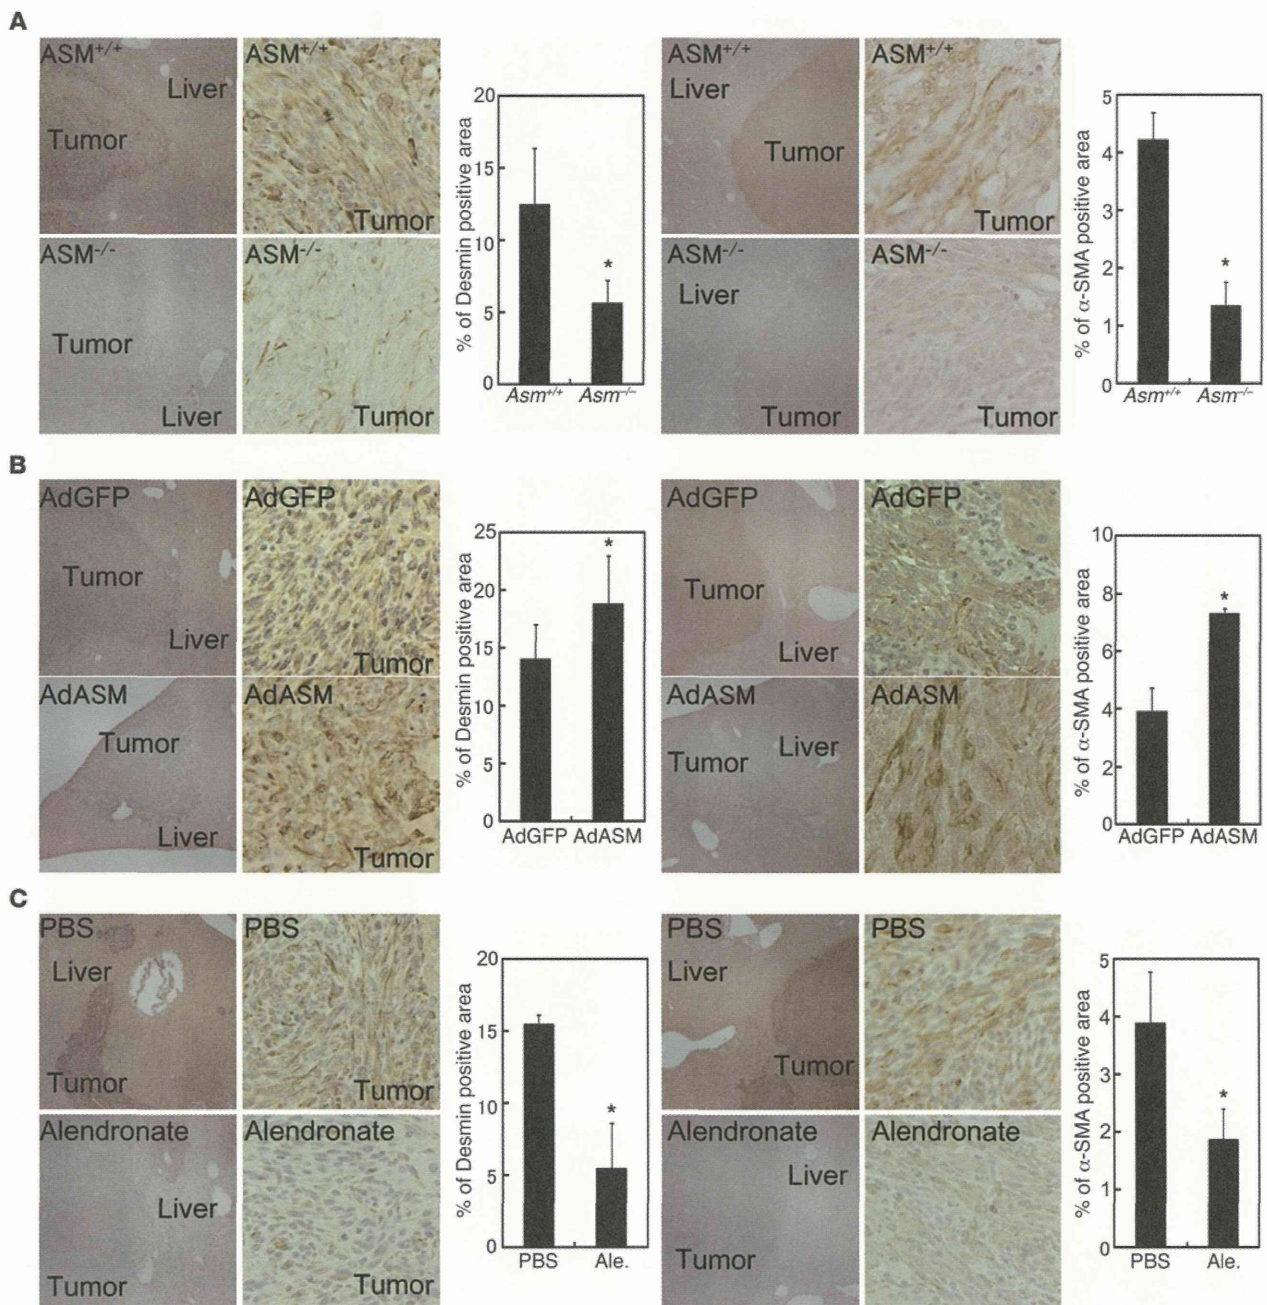 A
ASM+/+
Liver
Tumor
ASM+/+
Tumor
ASM-/-
Tumor
Liver
ASM-/-
Tumor
% of Desmin positive area
20
15
10
5
0
*
Asm+/+ Asm-/-
ASM+/+
Liver
Tumor
ASM+/+
Tumor
ASM-/-
Liver
Tumor
ASM-/-
Tumor
% of α-SMA positive area
5
4
3
2
1
0
*
Asm+/+ Asm-/-
B
AdGFP
Tumor
Liver
AdGFP
Tumor
AdASM
Tumor
Liver
AdASM
Tumor
% of Desmin positive area
25
20
15
10
5
0
*
AdGFP AdASM
AdGFP
Tumor
Liver
AdGFP
AdASM
Tumor
Liver
AdASM
% of α-SMA positive area
10
8
6
4
2
0
*
AdGFP AdASM
C
PBS
Liver
Tumor
PBS
Tumor
Alendronate
Liver
Tumor
Alendronate
Tumor
% of Desmin positive area
20
15
10
5
0
*
PBS Ale.
PBS
Liver
Tumor
PBS
Alendronate
Liver
Tumor
Alendronate
% of α-SMA positive area
5
4
3
2
1
0
*
PBS Ale.